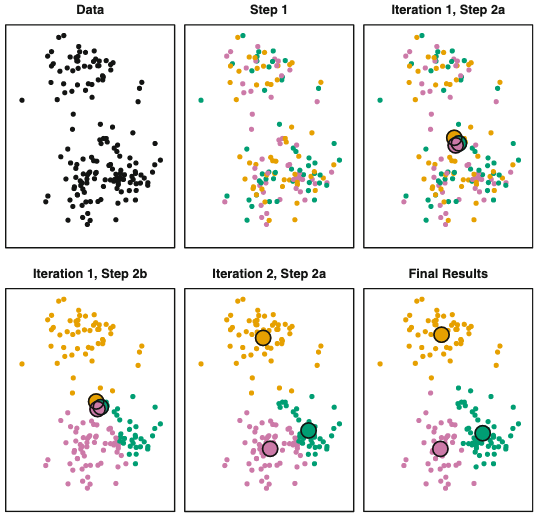 Data
Step 1
Iteration 1, Step 2a
Iteration 1, Step 2b
Iteration 2, Step 2a
Final Results